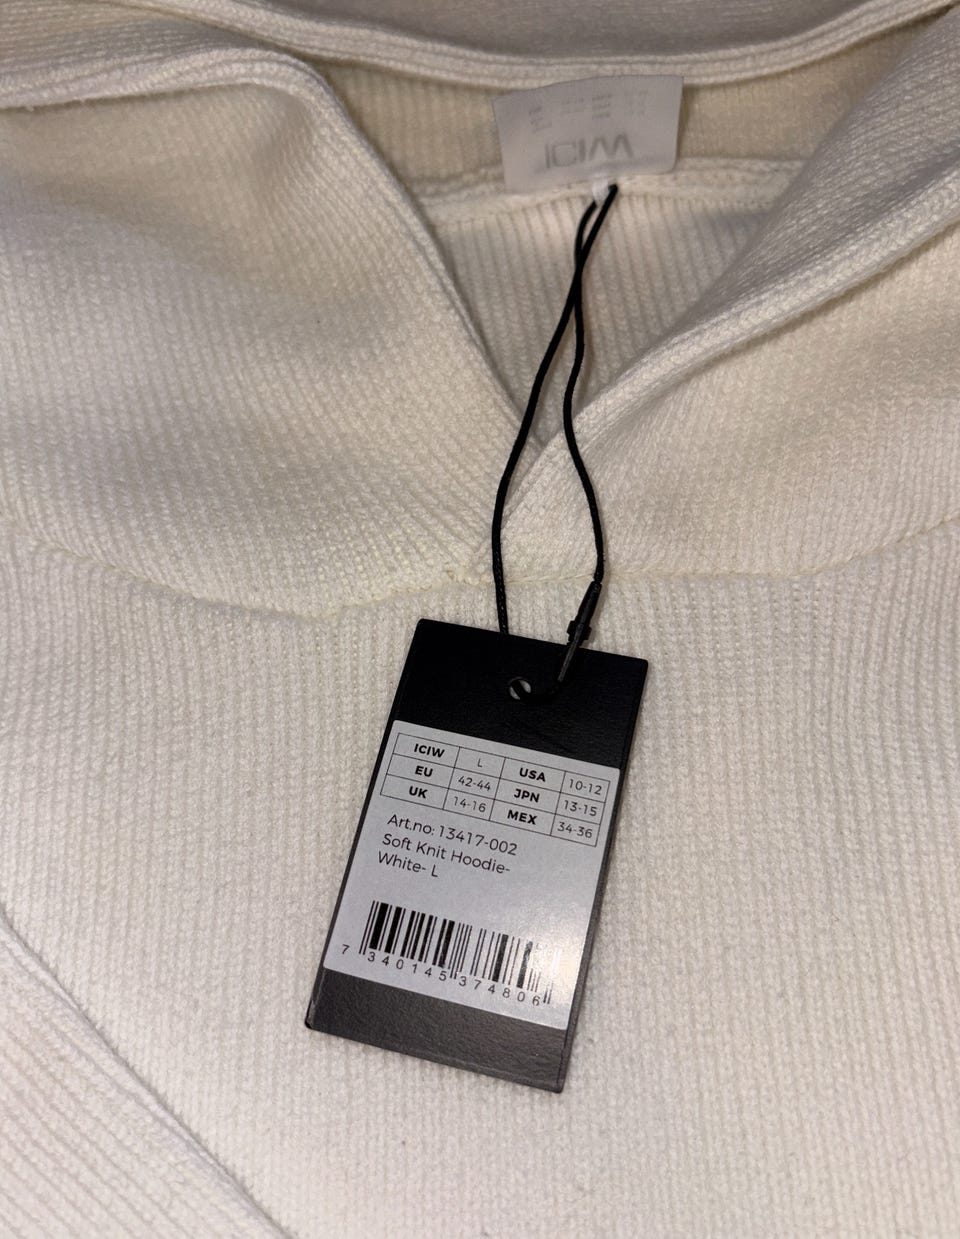 ICIW
ICIW L USA 10-12
EU 42-44 JPN 13-15
UK 14-16 MEX 34-36
Art.no: 13417-002
Soft Knit Hoodie-
White- L
7 340145 374806